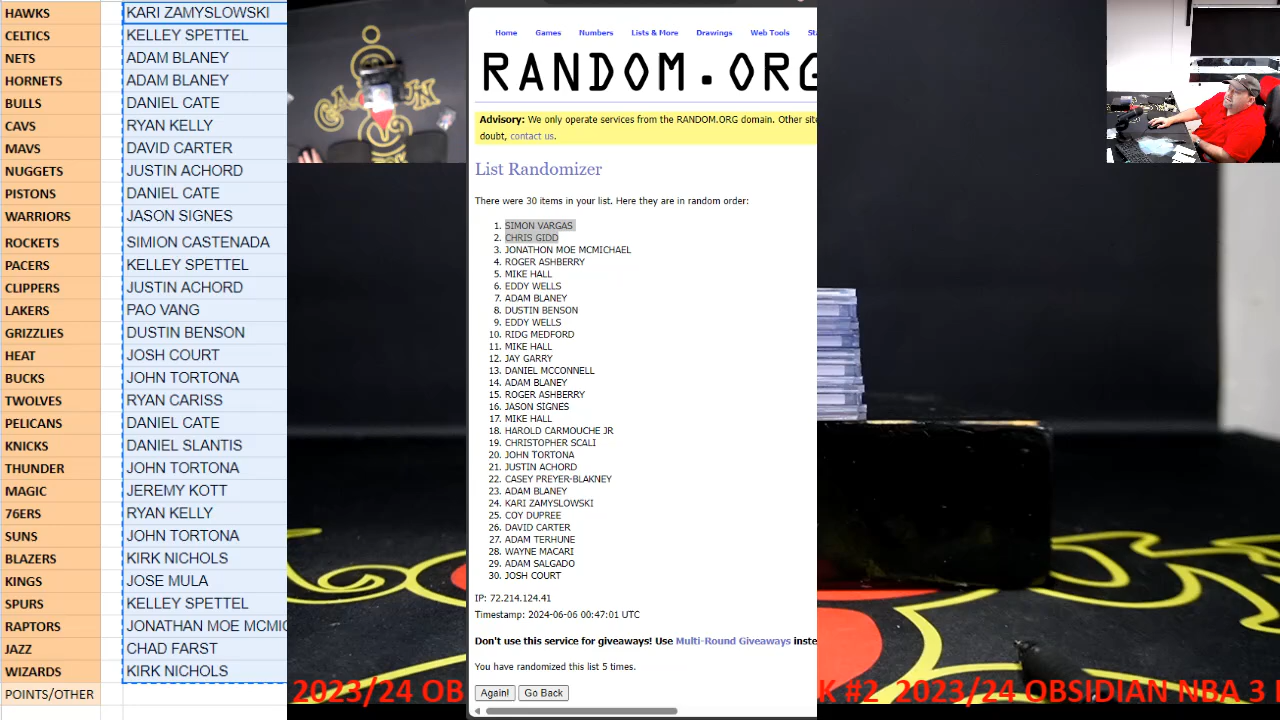 HAWKS KARI ZAMYSLOWSKI
CELTICS KELLEY SPETTEL
NETS ADAM BLANEY
HORNETS ADAM BLANEY
BULLS DANIEL CATE
CAVS RYAN KELLY
MAVS DAVID CARTER
NUGGETS JUSTIN ACHORD
PISTONS DANIEL CATE
WARRIORS JASON SIGNES
ROCKETS SIMION CASTENADA
PACERS KELLEY SPETTEL
CLIPPERS JUSTIN ACHORD
LAKERS PAO VANG
GRIZZLIES DUSTIN BENSON
HEAT JOSH COURT
BUCKS JOHN TORTONA
TWOLVES RYAN CARISS
PELICANS DANIEL CATE
KNICKS DANIEL SLANTIS
THUNDER JOHN TORTONA
MAGIC JEREMY KOTT
76ERS RYAN KELLY
SUNS JOHN TORTONA
BLAZERS KIRK NICHOLS
KINGS JOSE MULA
SPURS KELLEY SPETTEL
RAPTORS JONATHAN MOE MCMIC
JAZZ CHAD FARST
WIZARDS KIRK NICHOLS
POINTS/OTHER
Home Games Numbers Lists & More Drawings Web Tools St
RANDOM.ORG
Advisory: We only operate services from the RANDOM.ORG domain. Other sit
doubt, contact us.
List Randomizer
There were 30 items in your list. Here they are in random order:
1. SIMON VARGAS
2. CHRIS GIDD
3. JONATHON MOE MCMICHAEL
4. ROGER ASHBERRY
5. MIKE HALL
6. EDDY WELLS
7. ADAM BLANEY
8. DUSTIN BENSON
9. EDDY WELLS
10. RIDG MEDFORD
11. MIKE HALL
12. JAY GARRY
13. DANIEL MCCONNELL
14. ADAM BLANEY
15. ROGER ASHBERRY
16. JASON SIGNES
17. MIKE HALL
18. HAROLD CARMOUCHE JR
19. CHRISTOPHER SCALI
20. JOHN TORTONA
21. JUSTIN ACHORD
22. CASEY PREYER-BLAKNEY
23. ADAM BLANEY
24. KARI ZAMYSLOWSKI
25. COY DUPREE
26. DAVID CARTER
27. ADAM TERHUNE
28. WAYNE MACARI
29. ADAM SALGADO
30. JOSH COURT
IP: 72.214.124.41
Timestamp: 2024-06-06 00:47:01 UTC
Don't use this service for giveaways! Use Multi-Round Giveaways inste
You have randomized this list 5 times.
Again! Go Back
2023/24 OB K #2 2023/24 OBSIDIAN NBA 3